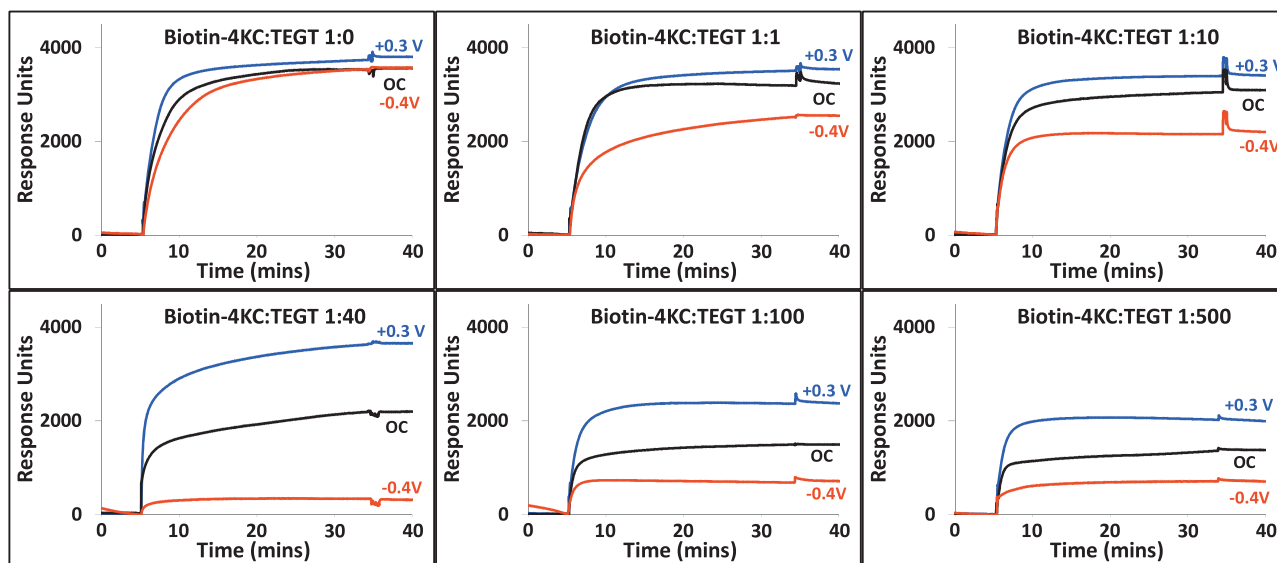 Biotin-4KC:TEGT 1:0
Response Units
4000
2000
0
+0.3 V
OC
-0.4V
0 10 20 30 40
Time (mins)
Biotin-4KC:TEGT 1:1
Response Units
4000
2000
0
+0.3 V
OC
-0.4V
0 10 20 30 40
Time (mins)
Biotin-4KC:TEGT 1:10
Response Units
4000
2000
0
+0.3 V
OC
-0.4V
0 10 20 30 40
Time (mins)
Biotin-4KC:TEGT 1:40
Response Units
4000
2000
0
+0.3 V
OC
-0.4V
0 10 20 30 40
Time (mins)
Biotin-4KC:TEGT 1:100
Response Units
4000
2000
0
+0.3 V
OC
-0.4V
0 10 20 30 40
Time (mins)
Biotin-4KC:TEGT 1:500
Response Units
4000
2000
0
+0.3 V
OC
-0.4V
0 10 20 30 40
Time (mins)